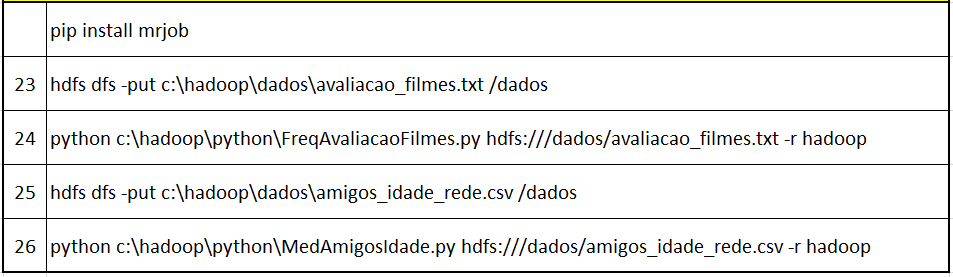 pip install mrjob
23 hdfs dfs -put c:\hadoop\dados\avaliacao_filmes.txt /dados
24 python c:\hadoop\python\FreqAvaliacaoFilmes.py hdfs:///dados/avaliacao_filmes.txt -r hadoop
25 hdfs dfs -put c:\hadoop\dados\amigos_idade_rede.csv /dados
26 python c:\hadoop\python\MedAmigosIdade.py hdfs:///dados/amigos_idade_rede.csv -r hadoop